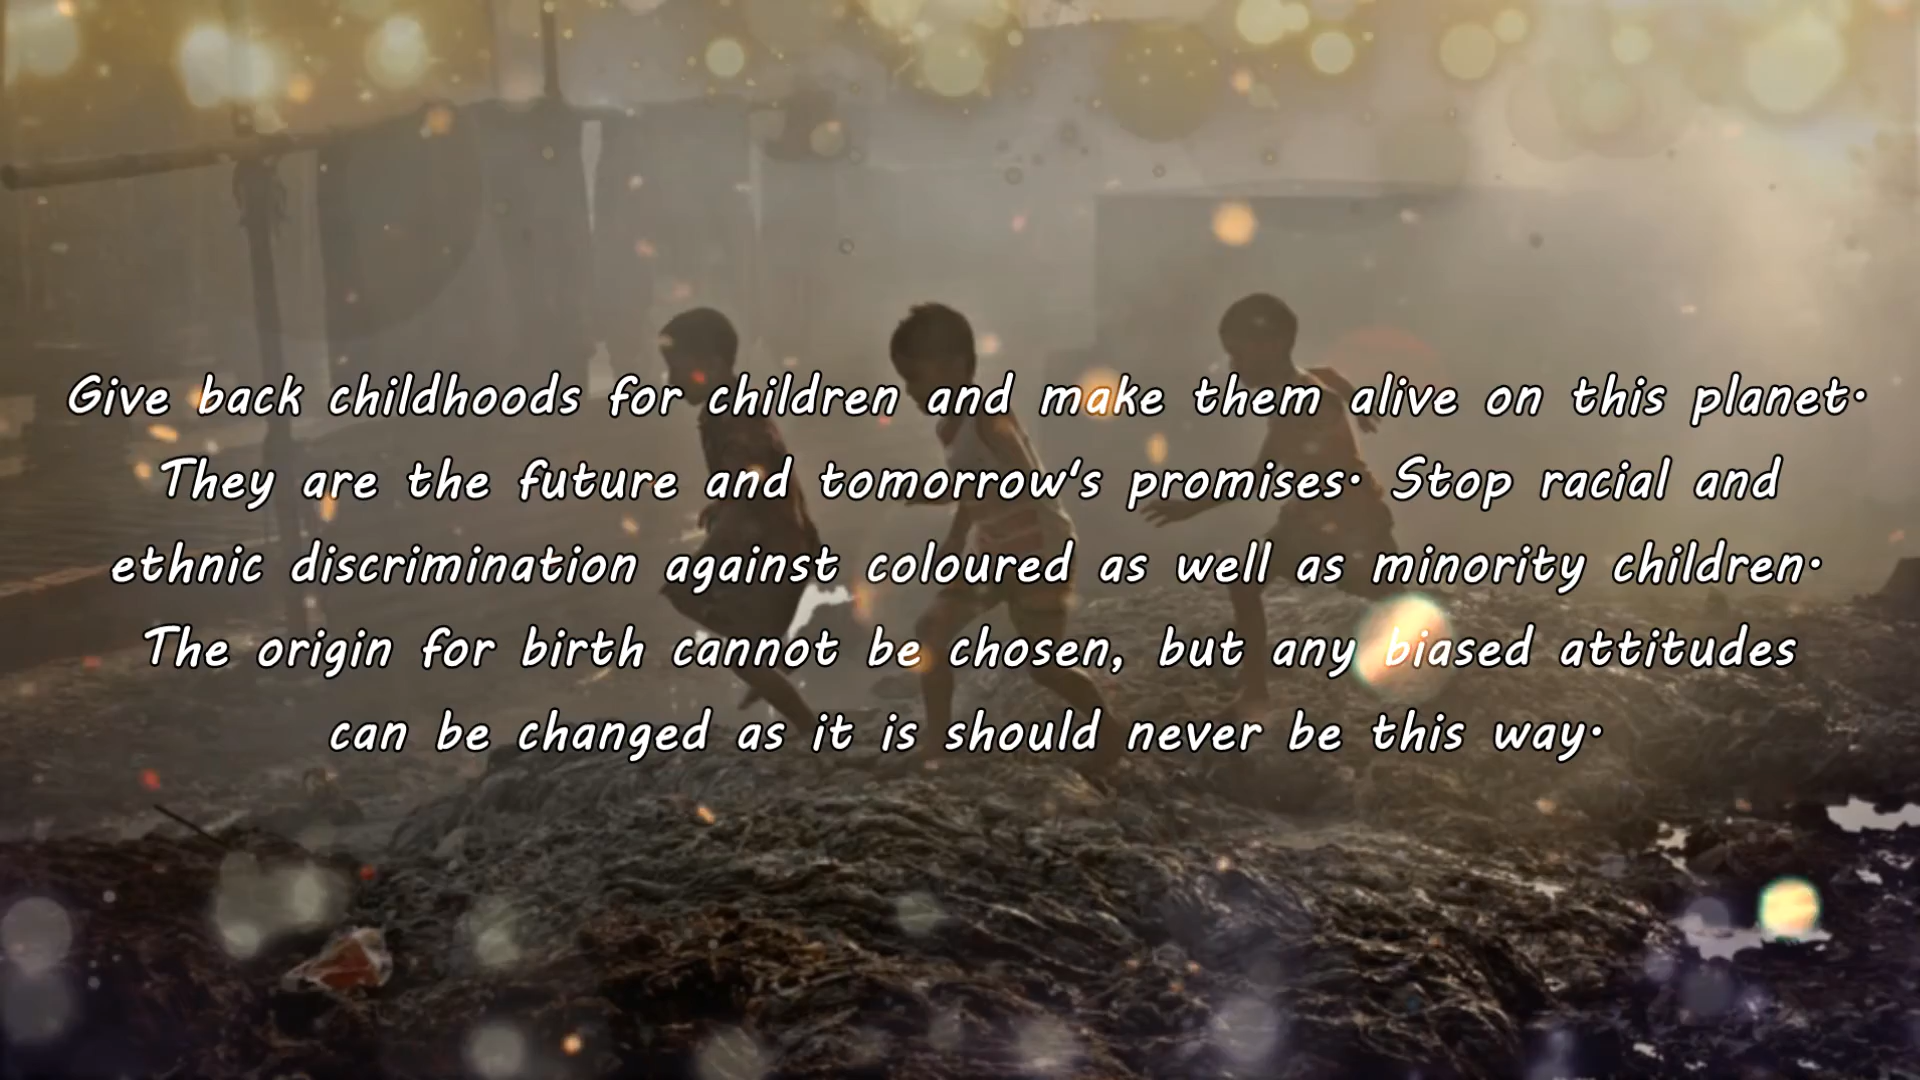 Give back childhoods for children and make them alive on this planet.
They are the future and tomorrow's promises. Stop racial and
ethnic discrimination against coloured as well as minority children.
The origin for birth cannot be chosen, but any biased attitudes
can be changed as it is should never be this way.